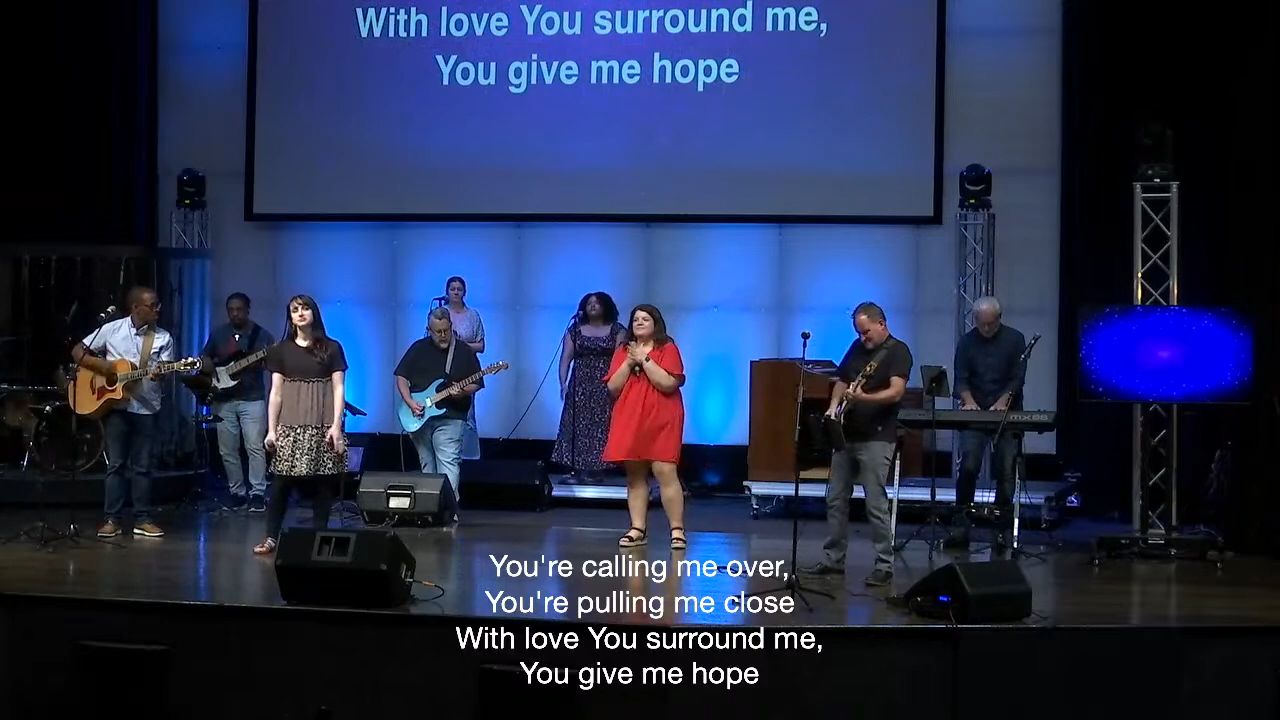 With love You surround me,
You give me hope
mx88
You're calling me over,
You're pulling me close
With love You surround me,
You give me hope